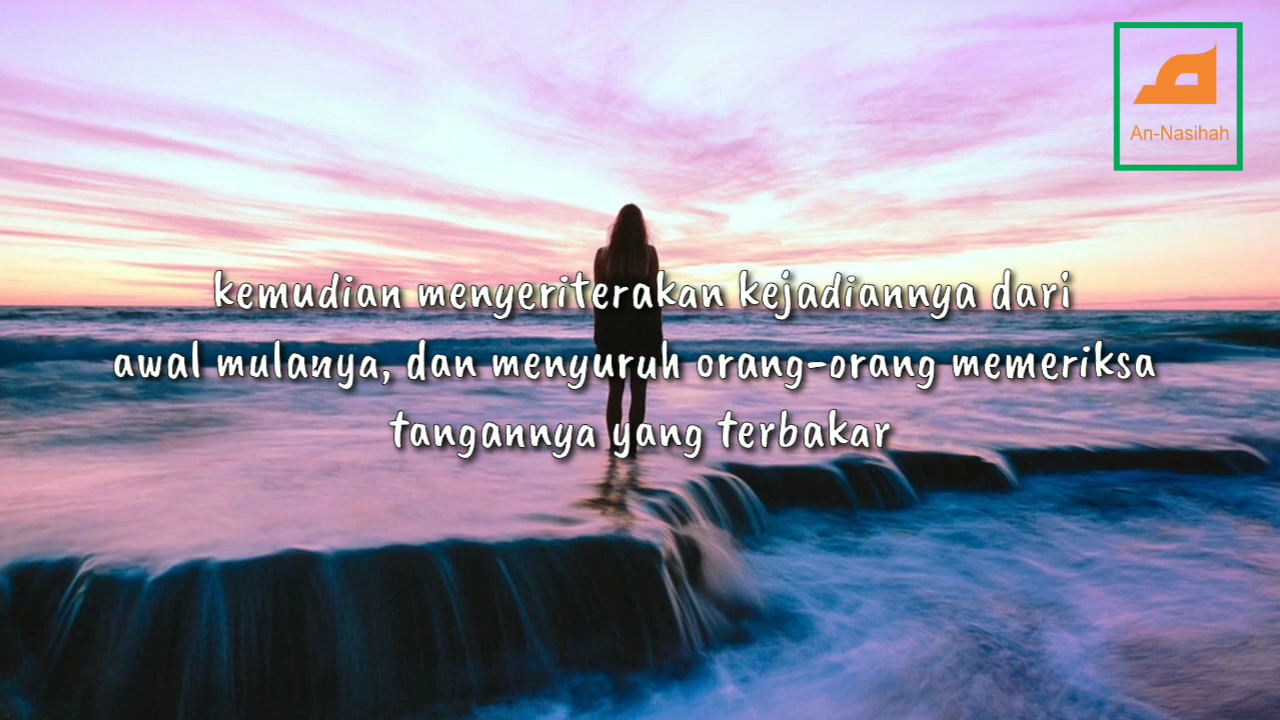 An-Nasihah
kemudian menyeriterakan kejadiannya dari
awal mulanya, dan menyuruh orang-orang memeriksa
tangannya yang terbakar